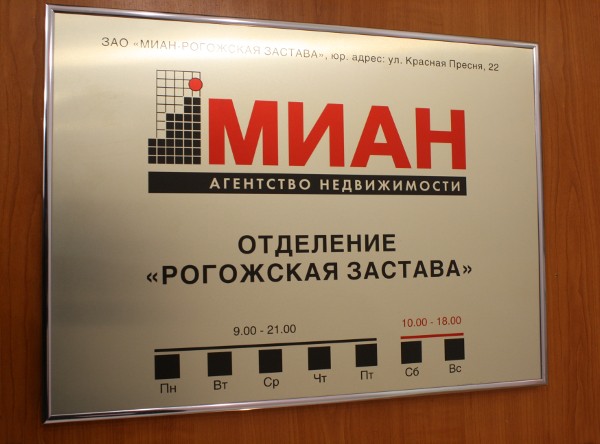 ЗАО «МИАН-РОГОЖСКАЯ ЗАСТАВА», юр. адрес: ул. Красная Пресня, 22
МИАН
АГЕНТСТВО НЕДВИЖИМОСТИ
ОТДЕЛЕНИЕ
«РОГОЖСКАЯ ЗАСТАВА»
9.00 - 21.00 10.00 - 18.00
Пн Вт Ср Чт Пт Сб Вс